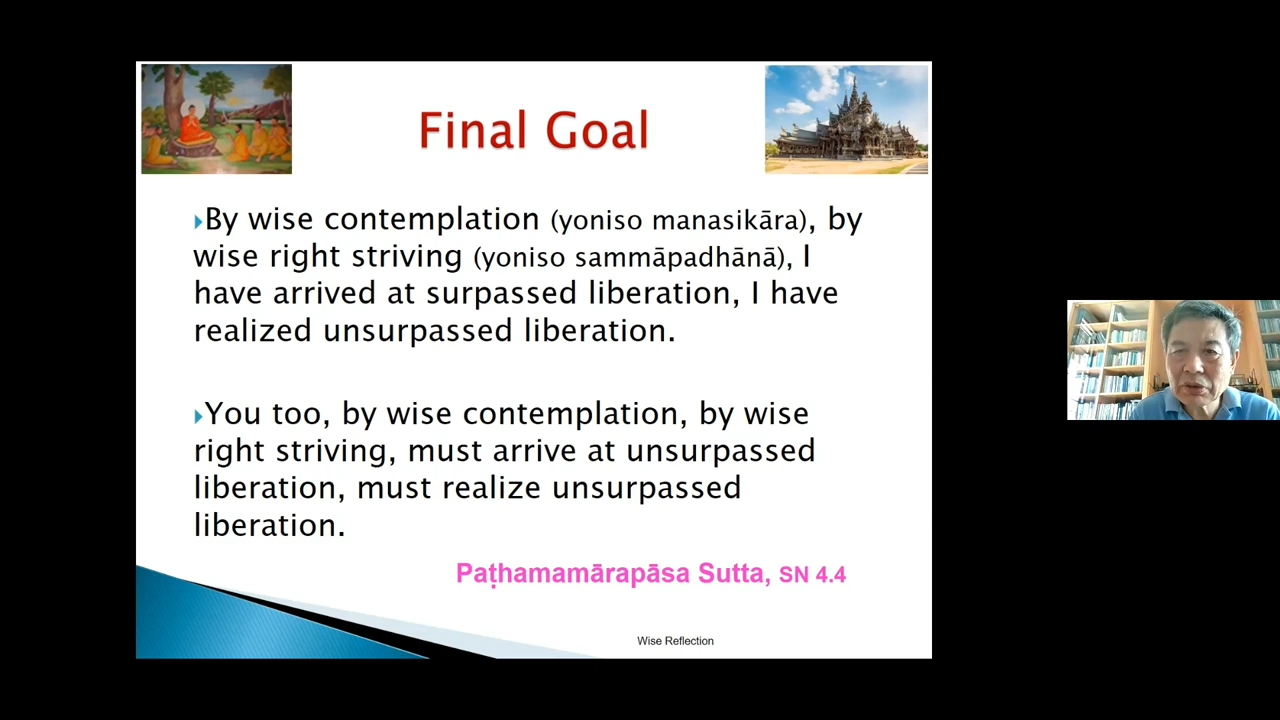 Final Goal
By wise contemplation (yoniso manasikāra), by
wise right striving (yoniso sammāpadhānā), I
have arrived at surpassed liberation, I have
realized unsurpassed liberation.
You too, by wise contemplation, by wise
right striving, must arrive at unsurpassed
liberation, must realize unsurpassed
liberation.
Paṭhamamārapāsa Sutta, SN 4.4
Wise Reflection